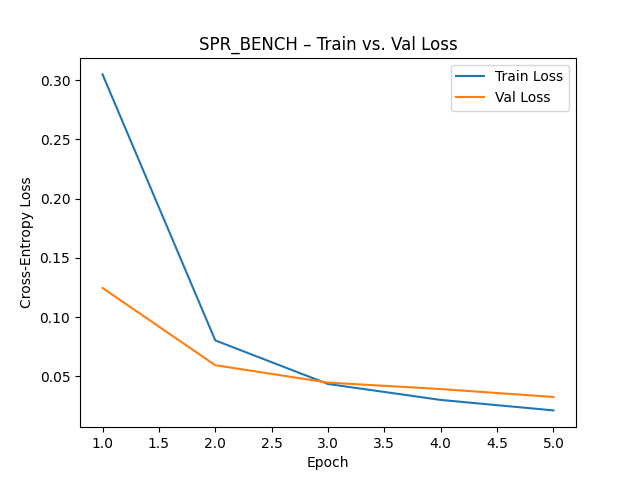 SPR_BENCH – Train vs. Val Loss
Train Loss
Val Loss
Cross-Entropy Loss
0.30
0.25
0.20
0.15
0.10
0.05
1.0 1.5 2.0 2.5 3.0 3.5 4.0 4.5 5.0
Epoch